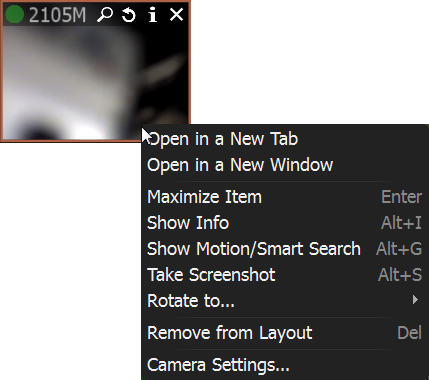 2105M
Open in a New Tab
Open in a New Window
Maximize Item Enter
Show Info Alt+I
Show Motion/Smart Search Alt+G
Take Screenshot Alt+S
Rotate to...
Remove from Layout Del
Camera Settings...